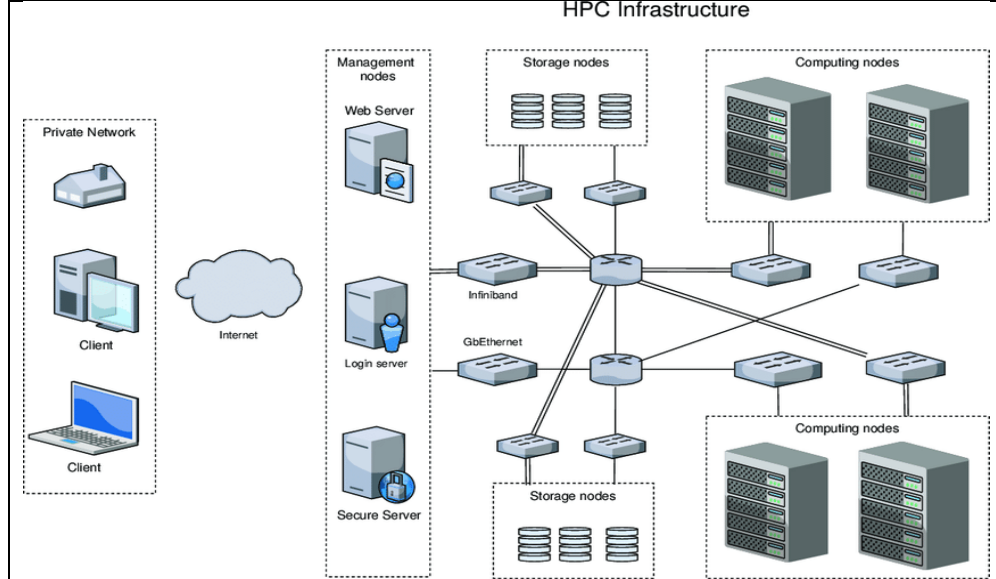 HPC Infrastructure
Private Network
Client
Client
Internet
Management
nodes
Web Server
Login server
Secure Server
Storage nodes
Infiniband
GbEthernet
Storage nodes
Computing nodes
Computing nodes